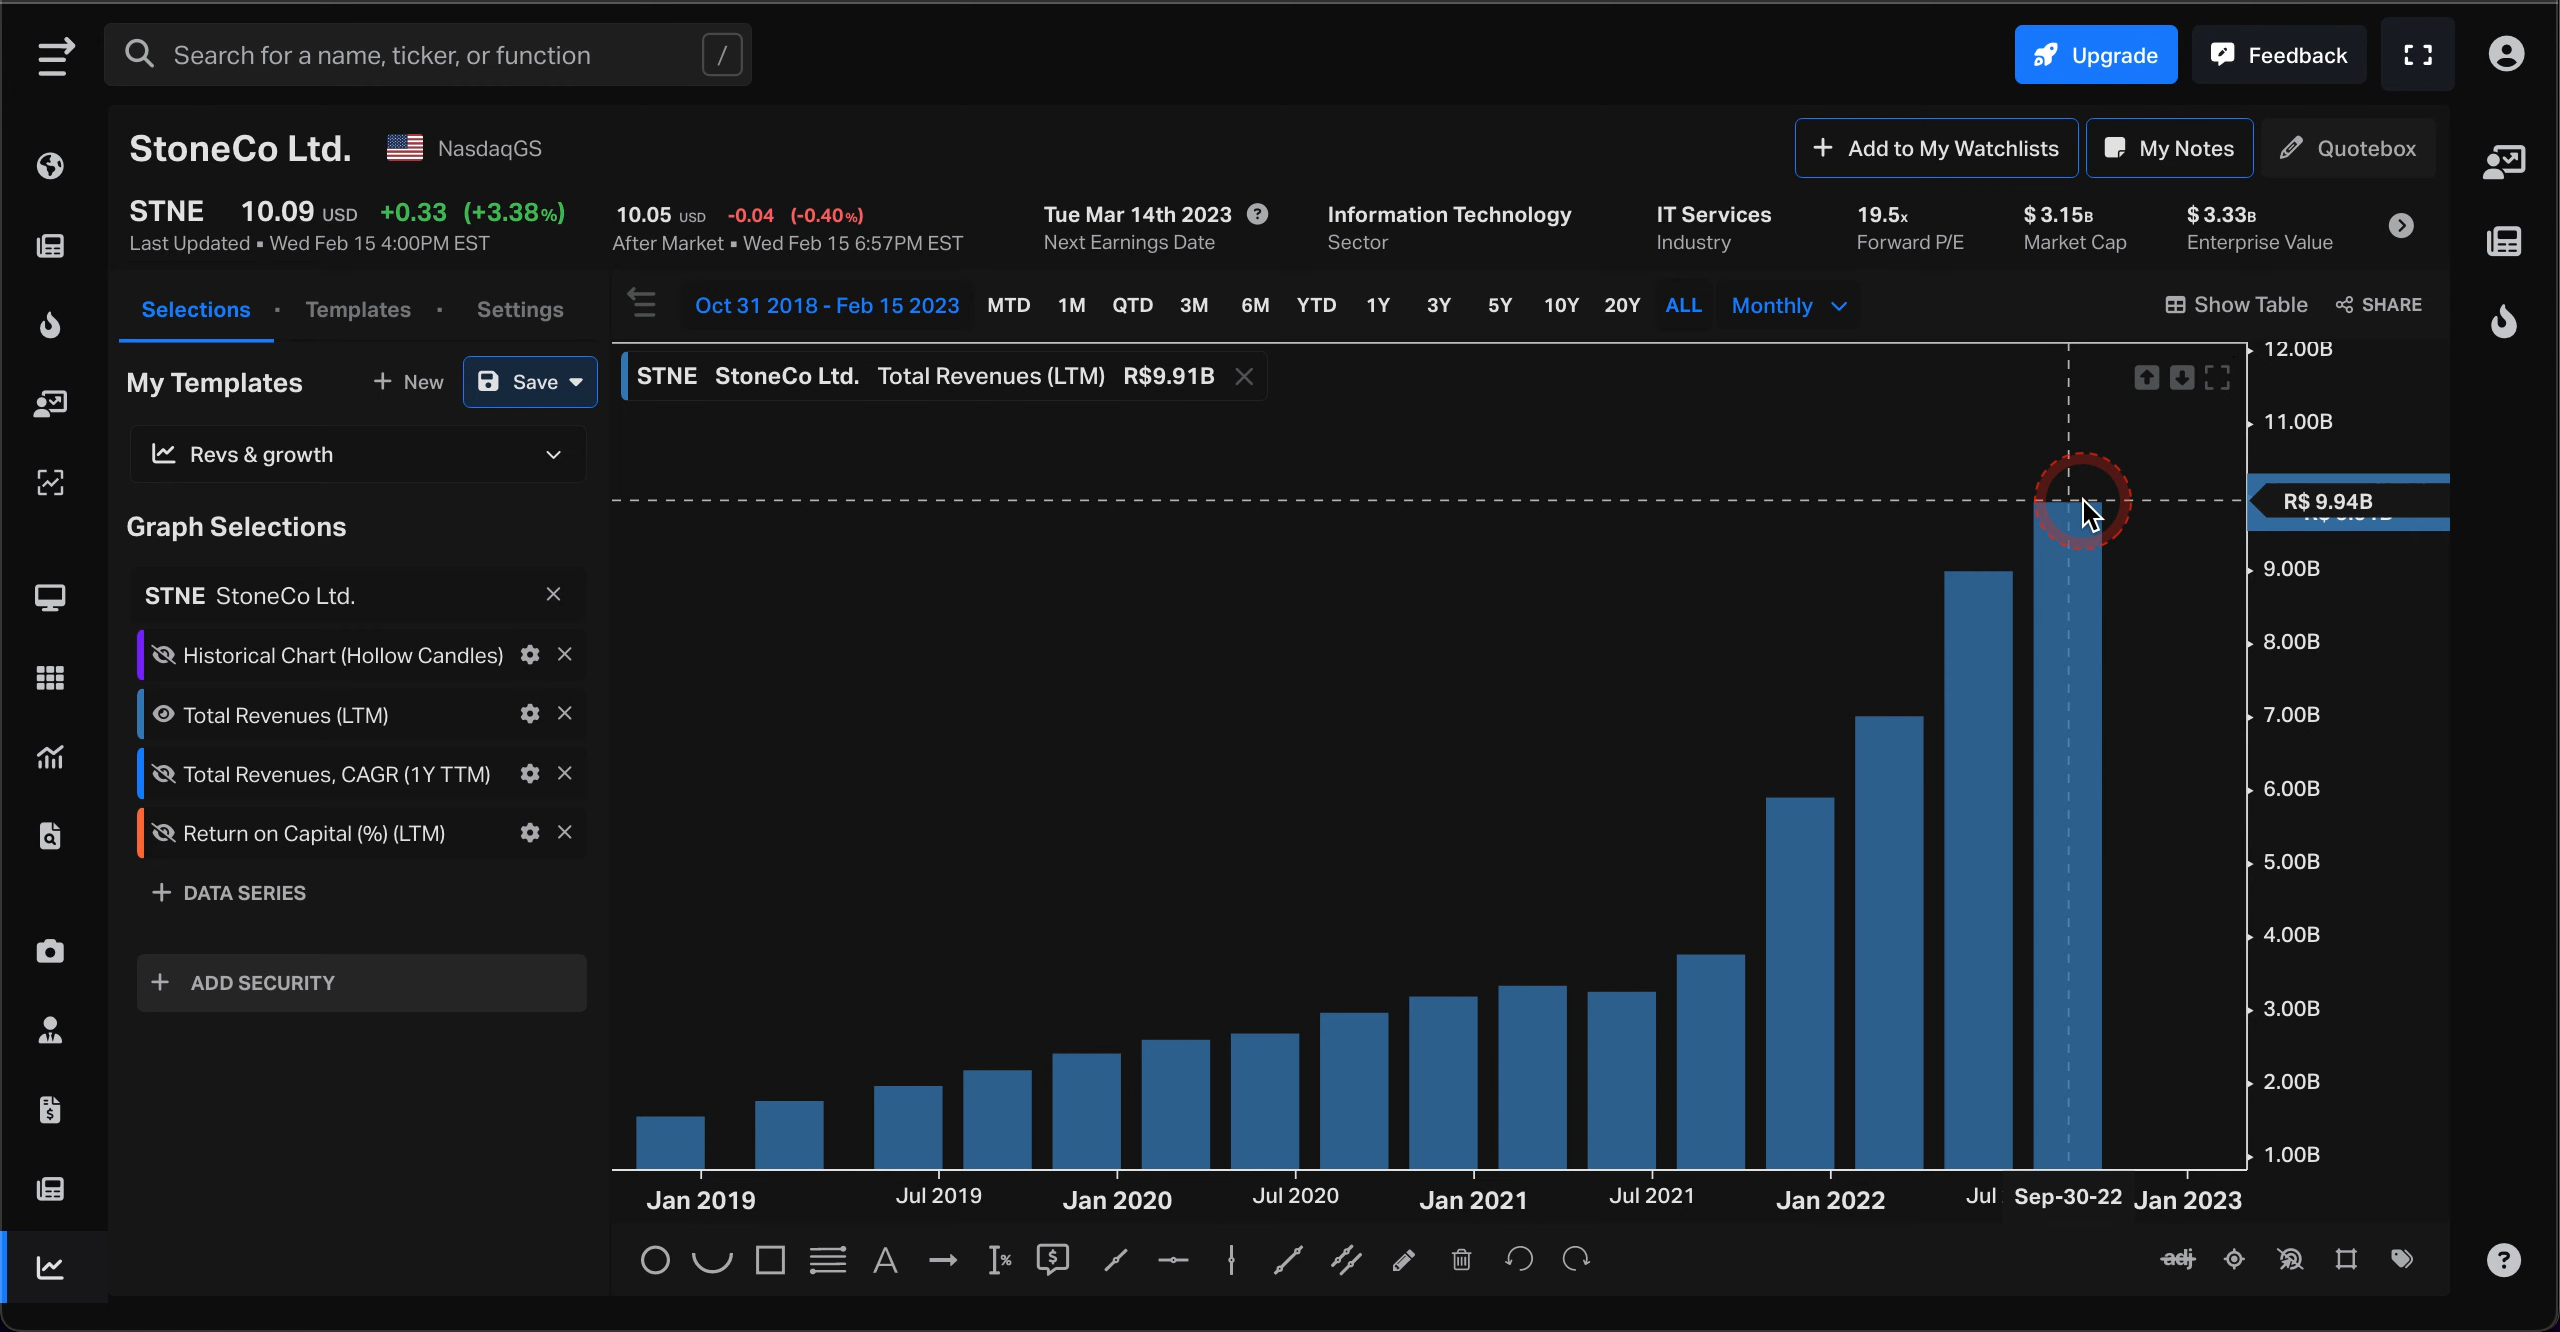 Search for a name, ticker, or function /
Upgrade
Feedback
StoneCo Ltd. NasdaqGS
+ Add to My Watchlists
My Notes
Quotebox
STNE 10.09 USD +0.33 (+3.38%)
Last Updated ▪ Wed Feb 15 4:00PM EST
10.05 USD -0.04 (-0.40%)
After Market ▪ Wed Feb 15 6:57PM EST
Tue Mar 14th 2023 ?
Next Earnings Date
Information Technology
Sector
IT Services
Industry
19.5x
Forward P/E
$ 3.15B
Market Cap
$ 3.33B
Enterprise Value
Selections · Templates · Settings
Oct 31 2018 - Feb 15 2023 MTD 1M QTD 3M 6M YTD 1Y 3Y 5Y 10Y 20Y ALL Monthly
Show Table SHARE
My Templates + New Save
Revs & growth
Graph Selections
STNE StoneCo Ltd.
Historical Chart (Hollow Candles)
Total Revenues (LTM)
Total Revenues, CAGR (1Y TTM)
Return on Capital (%) (LTM)
+ DATA SERIES
+ ADD SECURITY
STNE StoneCo Ltd. Total Revenues (LTM) R$9.91B
12.00B
11.00B
R$ 9.94B
9.00B
8.00B
7.00B
6.00B
5.00B
4.00B
3.00B
2.00B
1.00B
Jan 2019 Jul 2019 Jan 2020 Jul 2020 Jan 2021 Jul 2021 Jan 2022 Jul Sep-30-22 Jan 2023
A % $
adj
?